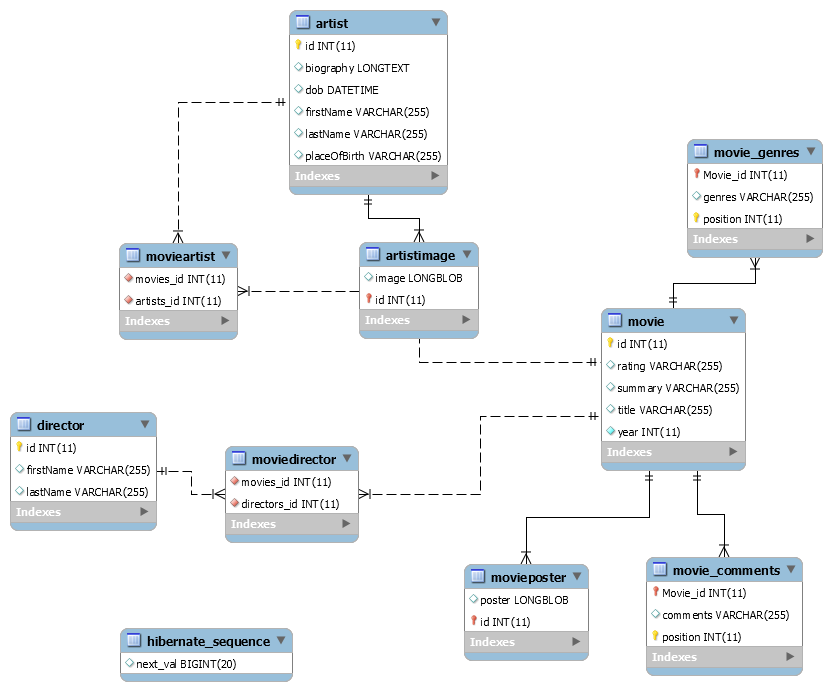 artist
id INT(11)
biography LONGTEXT
dob DATETIME
firstName VARCHAR(255)
lastName VARCHAR(255)
placeOfBirth VARCHAR(255)
Indexes
movie_genres
Movie_id INT(11)
genres VARCHAR(255)
position INT(11)
Indexes
movieartist
movies_id INT(11)
artists_id INT(11)
Indexes
artistimage
image LONGBLOB
id INT(11)
Indexes
movie
id INT(11)
rating VARCHAR(255)
summary VARCHAR(255)
title VARCHAR(255)
year INT(11)
Indexes
director
id INT(11)
firstName VARCHAR(255)
lastName VARCHAR(255)
Indexes
moviedirector
movies_id INT(11)
directors_id INT(11)
Indexes
movieposter
poster LONGBLOB
id INT(11)
Indexes
movie_comments
Movie_id INT(11)
comments VARCHAR(255)
position INT(11)
Indexes
hibernate_sequence
next_val BIGINT(20)